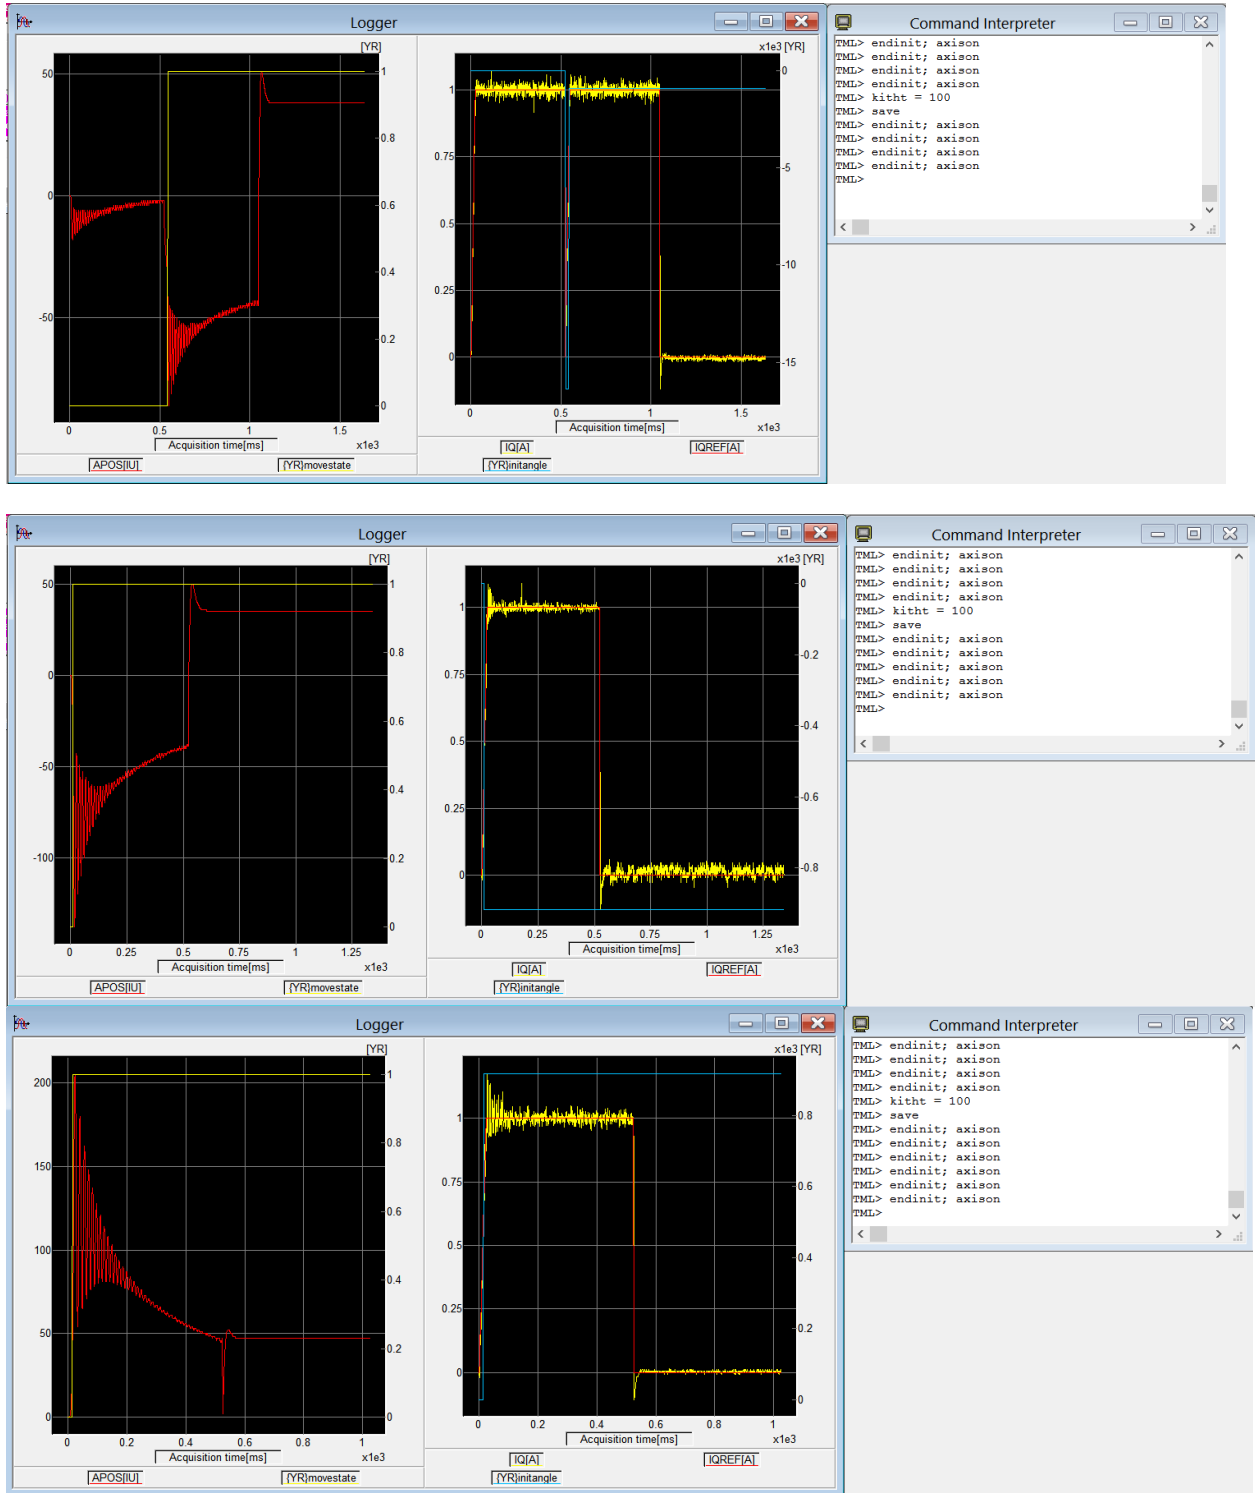 Logger
[YR]
50
0
-50
1
0.8
0.6
0.4
0.2
0
0
0.5
1
1.5
Acquisition time[ms]
x1e3
APOS[IU]
{YR}movestate
x1e3 [YR]
1
0.75
0.5
0.25
0
0
-5
-10
-15
0
0.5
1
1.5
Acquisition time[ms]
x1e3
IQ[A]
IQREF[A]
{YR}initangle
Command Interpreter
TML> endinit; axison
TML> endinit; axison
TML> endinit; axison
TML> endinit; axison
TML> kitht = 100
TML> save
TML> endinit; axison
TML> endinit; axison
TML> endinit; axison
TML> endinit; axison
TML>
Logger
[YR]
50
0
-50
-100
1
0.8
0.6
0.4
0.2
0
0
0.25
0.5
0.75
1
1.25
Acquisition time[ms]
x1e3
APOS[IU]
{YR}movestate
x1e3 [YR]
1
0.75
0.5
0.25
0
0
-0.2
-0.4
-0.6
-0.8
0
0.25
0.5
0.75
1
1.25
Acquisition time[ms]
x1e3
IQ[A]
IQREF[A]
{YR}initangle
Command Interpreter
TML> endinit; axison
TML> endinit; axison
TML> endinit; axison
TML> endinit; axison
TML> kitht = 100
TML> save
TML> endinit; axison
TML> endinit; axison
TML> endinit; axison
TML> endinit; axison
TML> endinit; axison
TML>
Logger
[YR]
200
150
100
50
0
1
0.8
0.6
0.4
0.2
0
0
0.2
0.4
0.6
0.8
1
Acquisition time[ms]
x1e3
APOS[IU]
{YR}movestate
x1e3 [YR]
1
0.75
0.5
0.25
0
0.8
0.6
0.4
0.2
0
0
0.2
0.4
0.6
0.8
1
Acquisition time[ms]
x1e3
IQ[A]
IQREF[A]
{YR}initangle
Command Interpreter
TML> endinit; axison
TML> endinit; axison
TML> endinit; axison
TML> endinit; axison
TML> kitht = 100
TML> save
TML> endinit; axison
TML> endinit; axison
TML> endinit; axison
TML> endinit; axison
TML> endinit; axison
TML> endinit; axison
TML>